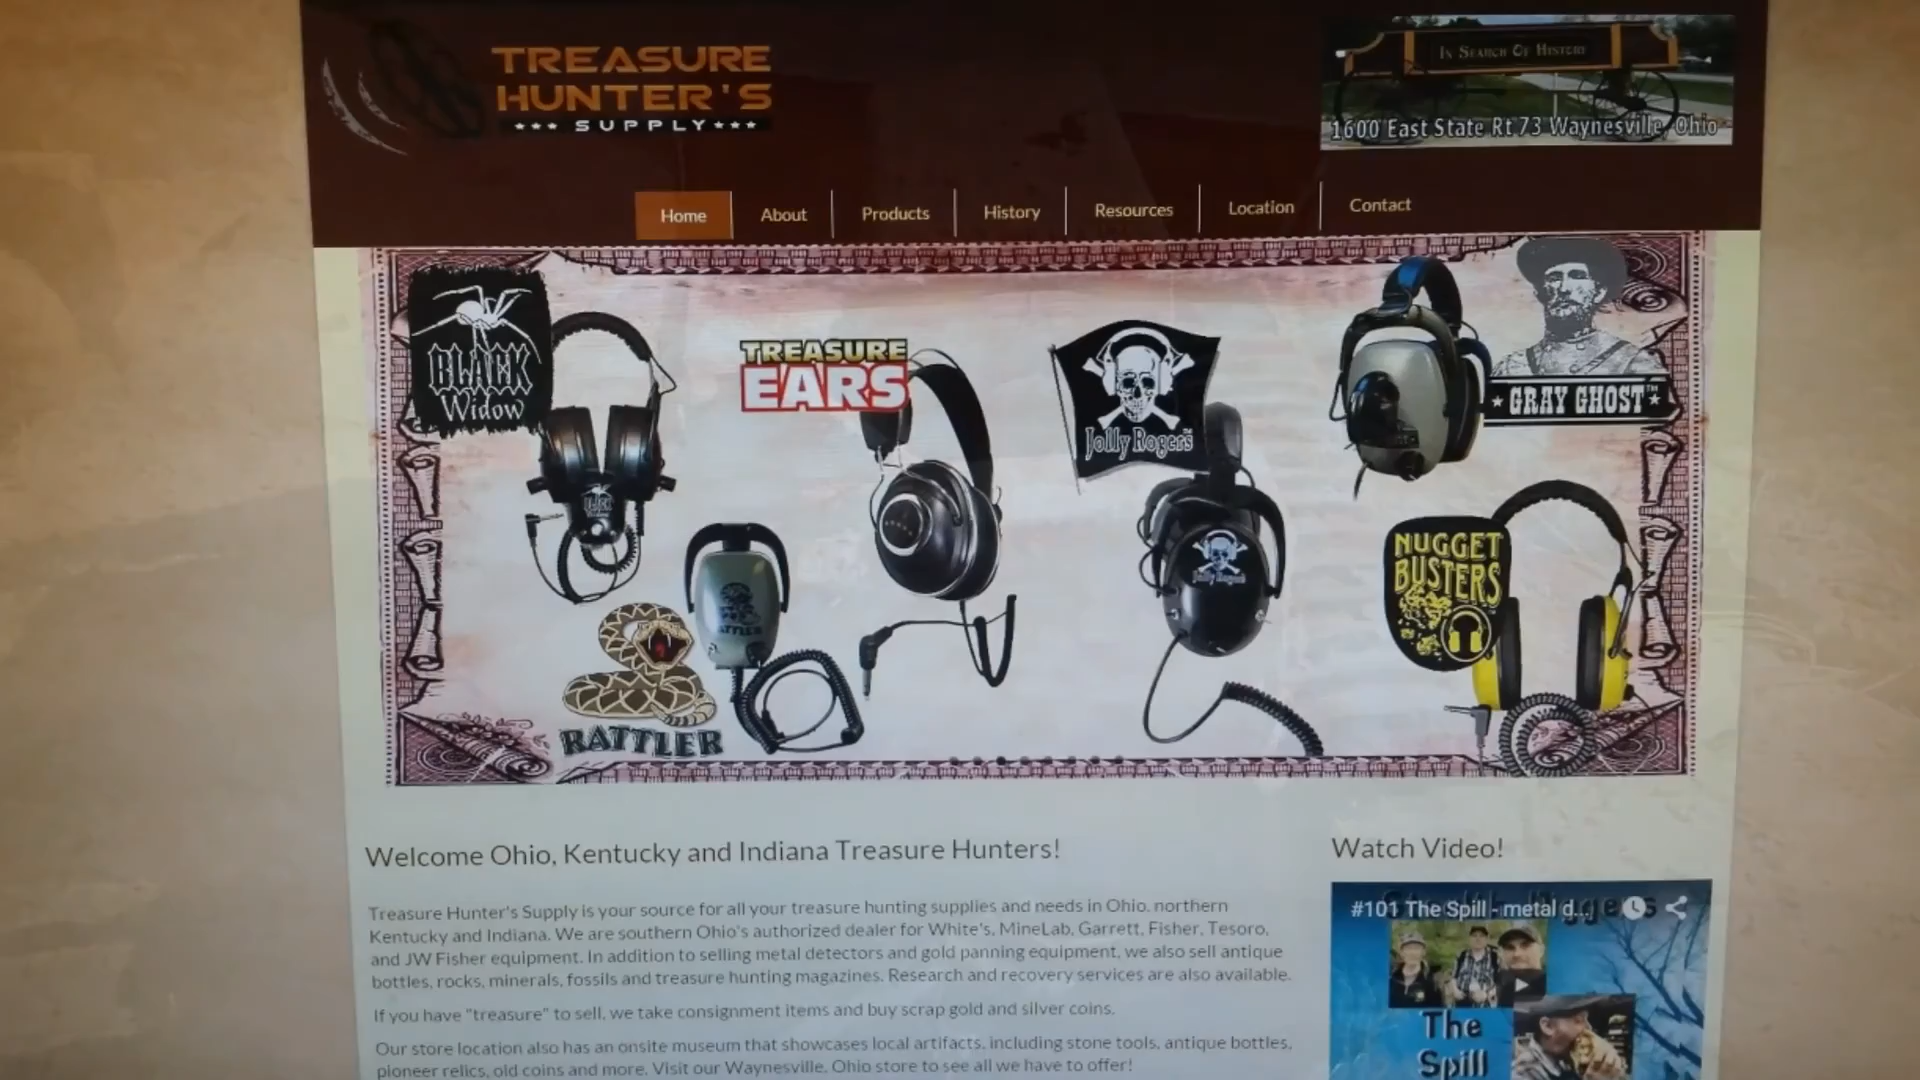 TREASURE
HUNTER'S
*** SUPPLY ***
IN SEARCH OF HISTORY
1600 East State Rt 73 Waynesville, Ohio
Home
About
Products
History
Resources
Location
Contact
BLACK
Widow
TREASURE
EARS
Jolly Rogers
GRAY GHOST™
NUGGET
BUSTERS
BLACK
Jolly Rogers
RATTLER
RATTLER
Welcome Ohio, Kentucky and Indiana Treasure Hunters!
Treasure Hunter's Supply is your source for all your treasure hunting supplies and needs in Ohio, northern
Kentucky and Indiana. We are southern Ohio's authorized dealer for White's, MineLab, Garrett, Fisher, Tesoro,
and JW Fisher equipment. In addition to selling metal detectors and gold panning equipment, we also sell antique
bottles, rocks, minerals, fossils and treasure hunting magazines. Research and recovery services are also available.
If you have "treasure" to sell, we take consignment items and buy scrap gold and silver coins.
Our store location also has an onsite museum that showcases local artifacts, including stone tools, antique bottles,
pioneer relics, old coins and more. Visit our Waynesville, Ohio store to see all we have to offer!
Watch Video!
#101 The Spill - metal d...
The
Spill